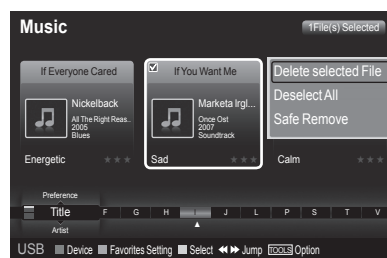 Music
1File(s) Selected
If Everyone Cared
Nickelback
All The Right Reas..
2005
Blues
Energetic
If You Want Me
Marketa Irgl...
Once Ost
2007
Soundtrack
Sad
Delete selected File
Deselect All
Safe Remove
Calm
Preference
Title F G H I J L P S T V
Artist
USB Device Favorites Setting Select Jump TOOLS Option